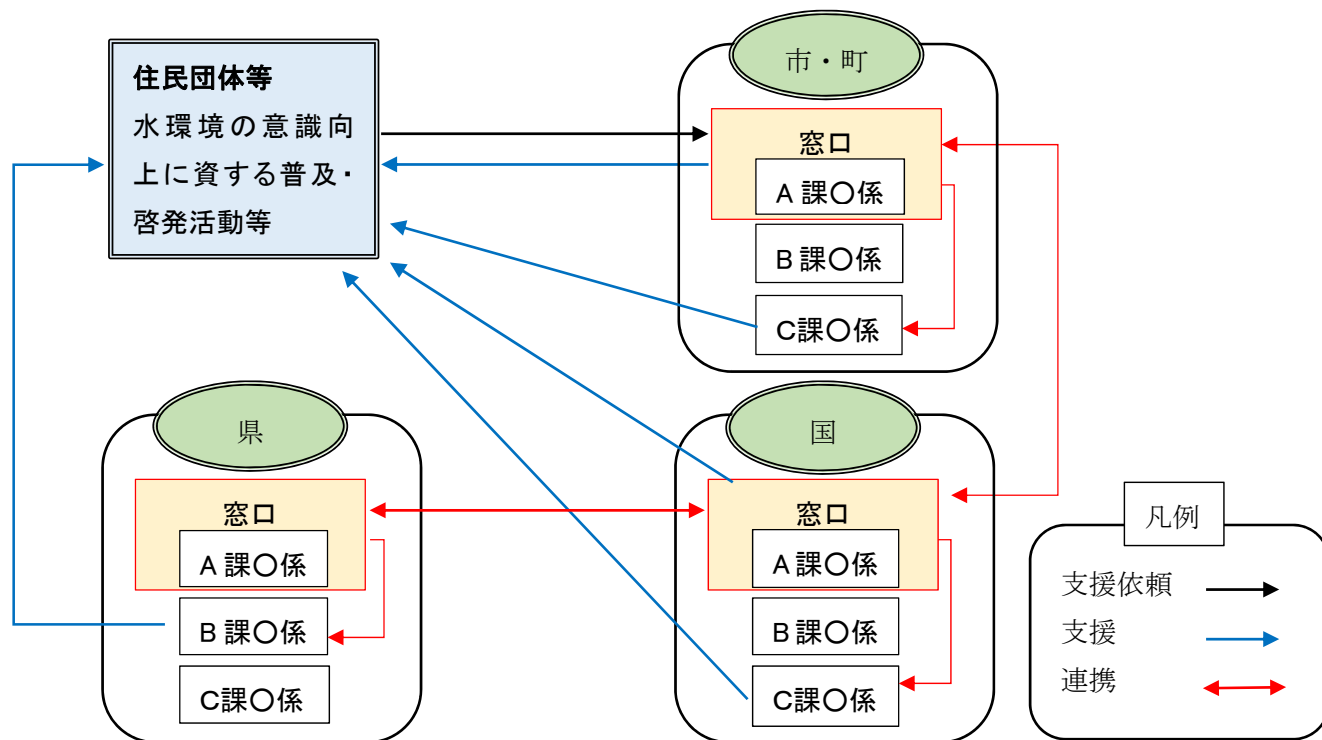 住民団体等
水環境の意識向
上に資する普及・
啓発活動等
市・町
窓口
A課〇係
B課〇係
C課〇係
県
窓口
A課〇係
B課〇係
C課〇係
国
窓口
A課〇係
B課〇係
C課〇係
凡例
支援依頼
支援
連携